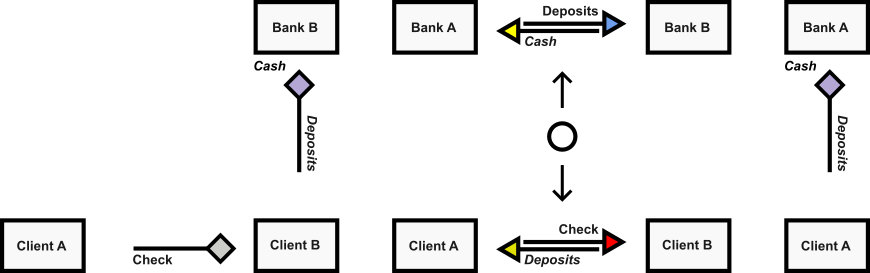 Bank B
Bank A
Deposits
Cash
Bank B
Bank A
Cash
Cash
Deposits
Deposits
Client A
Check
Client B
Client A
Check
Deposits
Client B
Client A